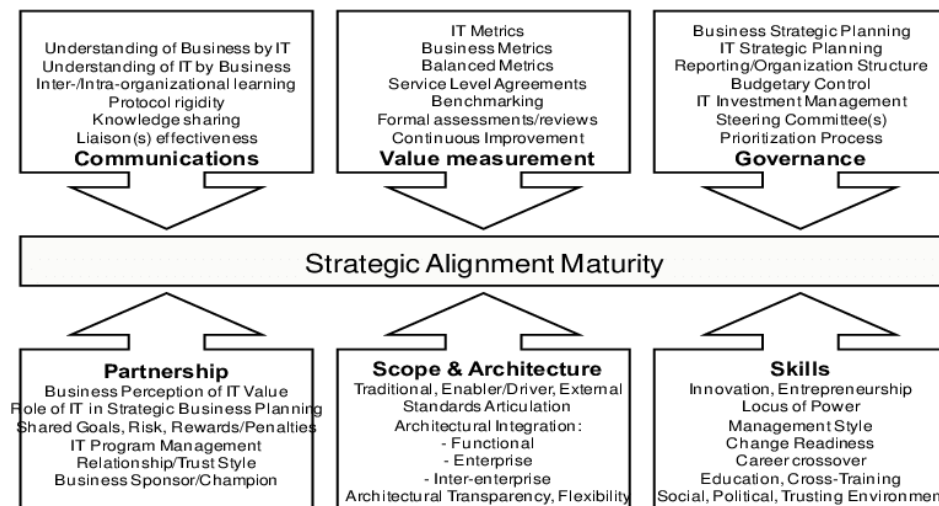 Understanding of Business by IT
Understanding of IT by Business
Inter-/Intra-organizational learning
Protocol rigidity
Knowledge sharing
Liaison(s) effectiveness
Communications
IT Metrics
Business Metrics
Balanced Metrics
Service Level Agreements
Benchmarking
Formal assessments/reviews
Continuous Improvement
Value measurement
Business Strategic Planning
IT Strategic Planning
Reporting/Organization Structure
Budgetary Control
IT Investment Management
Steering Committee(s)
Prioritization Process
Governance
Strategic Alignment Maturity
Partnership
Business Perception of IT Value
Role of IT in Strategic Business Planning
Shared Goals, Risk, Rewards/Penalties
IT Program Management
Relationship/Trust Style
Business Sponsor/Champion
Scope & Architecture
Traditional, Enabler/Driver, External
Standards Articulation
Architectural Integration:
- Functional
- Enterprise
- Inter-enterprise
Architectural Transparency, Flexibility
Skills
Innovation, Entrepreneurship
Locus of Power
Management Style
Change Readiness
Career crossover
Education, Cross-Training
Social, Political, Trusting Environment